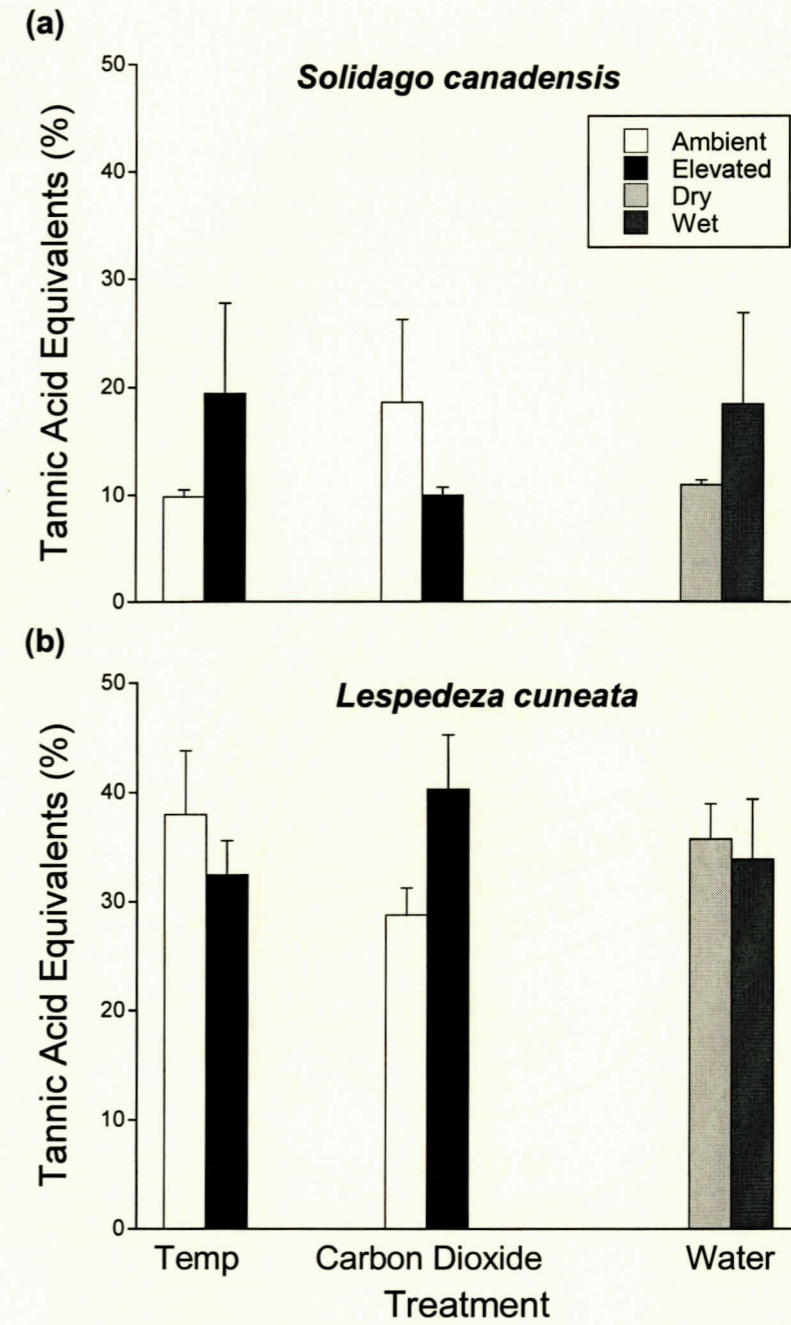 (a)
Solidago canadensis
Ambient
Elevated
Dry
Wet
Tannic Acid Equivalents (%)
50
40
30
20
10
0
(b)
Lespedeza cuneata
Tannic Acid Equivalents (%)
50
40
30
20
10
0
Temp Carbon Dioxide Water
Treatment